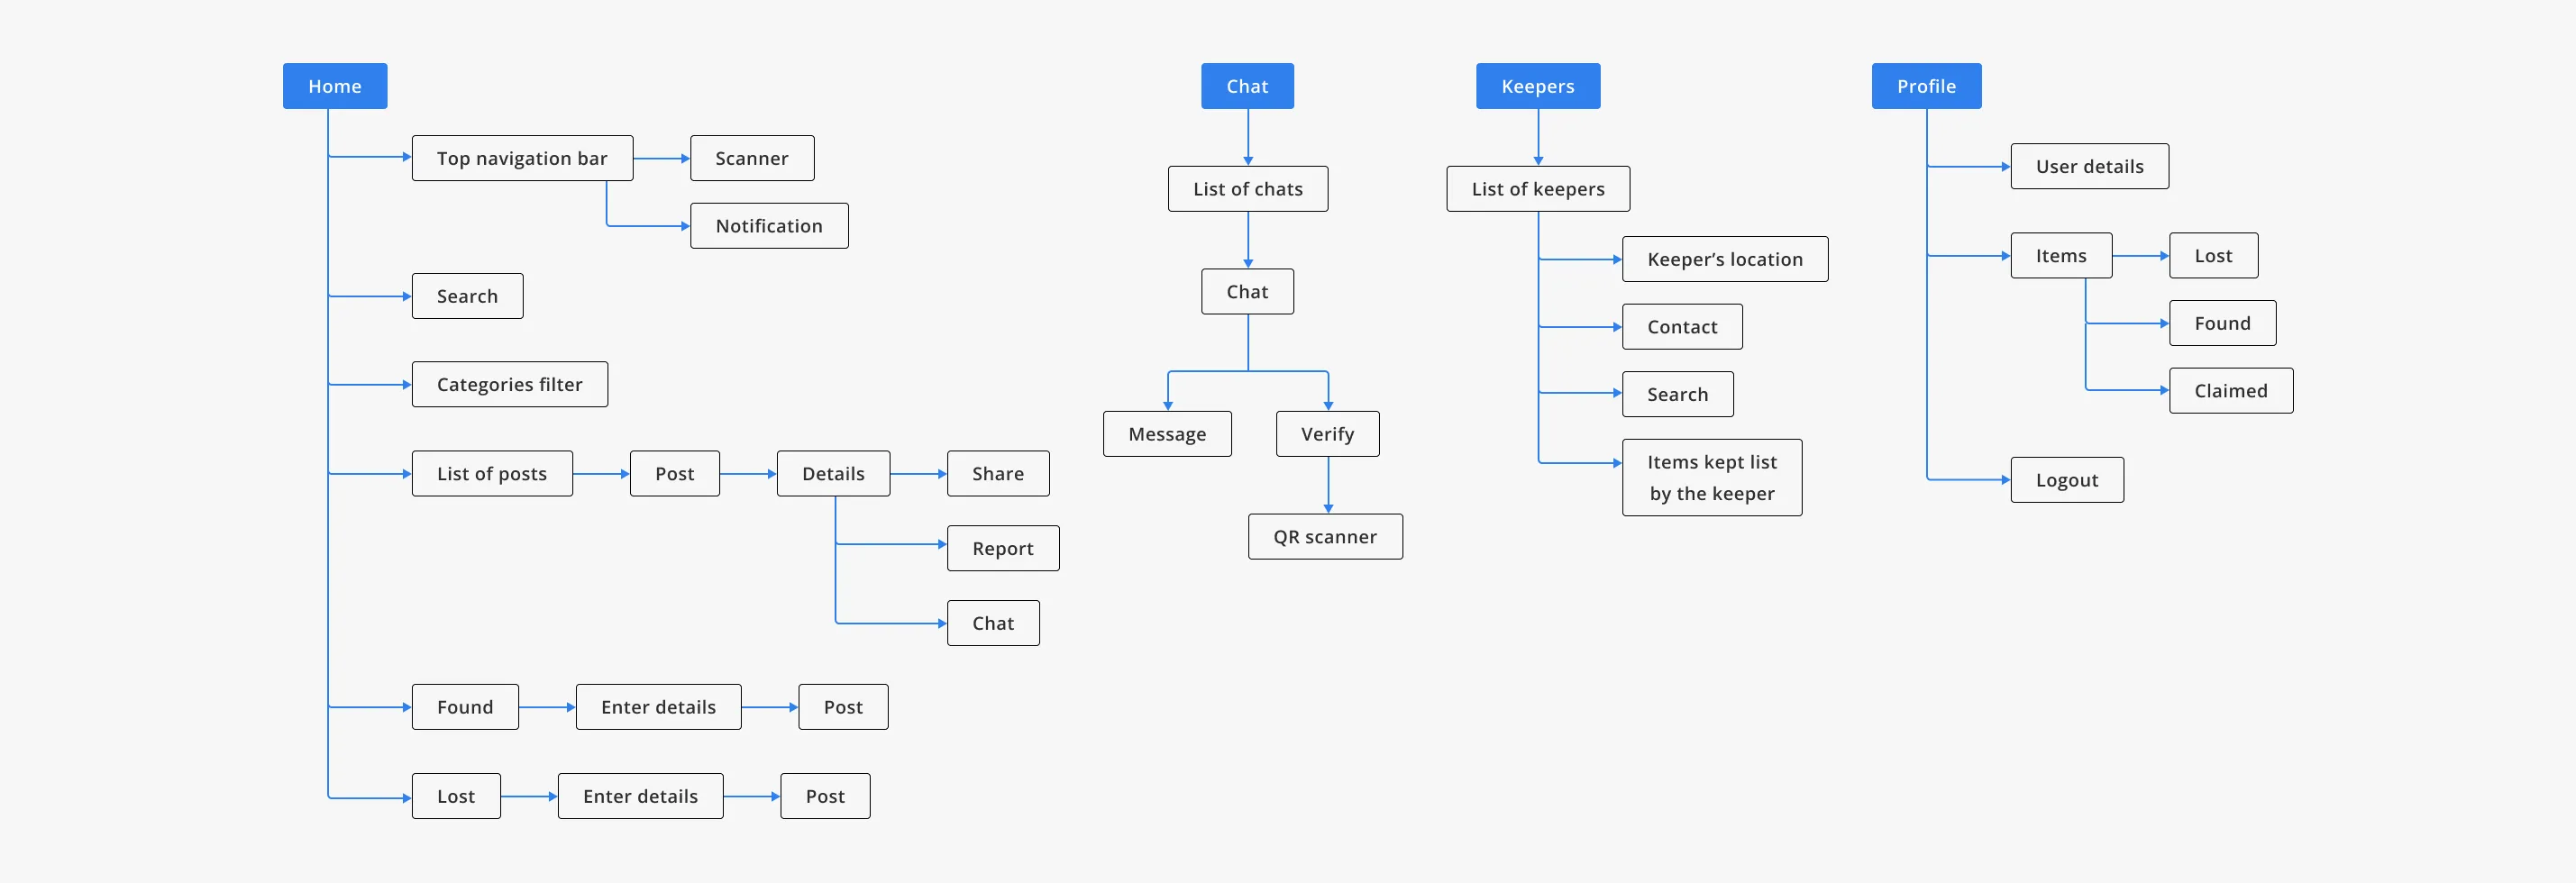 Home
Top navigation bar
Scanner
Notification
Search
Categories filter
List of posts
Post
Details
Share
Report
Chat
Found
Enter details
Post
Lost
Enter details
Post
Chat
List of chats
Chat
Message
Verify
QR scanner
Keepers
List of keepers
Keeper’s location
Contact
Search
Items kept list
by the keeper
Profile
User details
Items
Lost
Found
Claimed
Logout